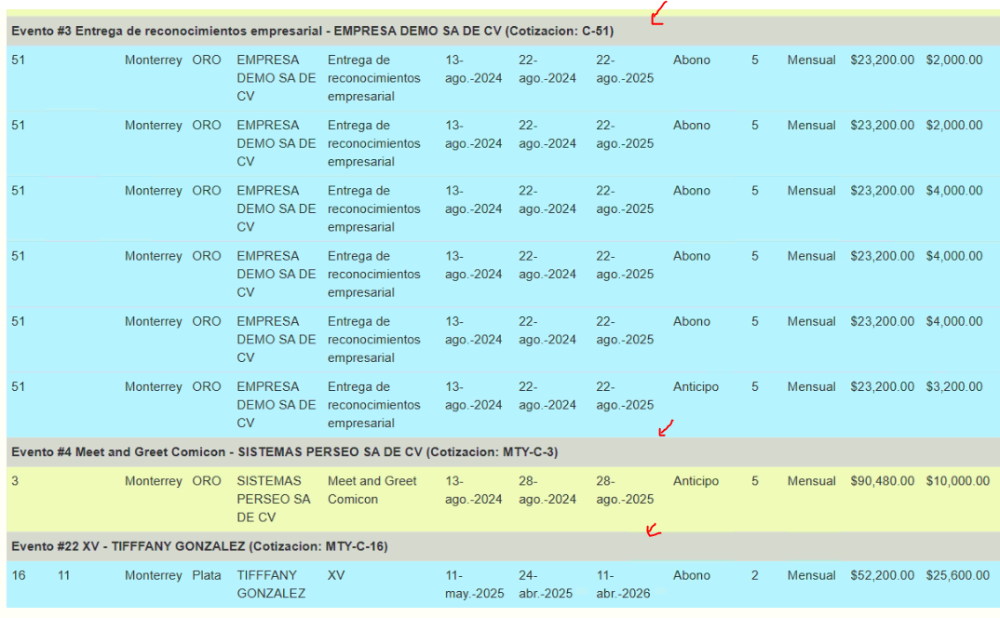 Evento #3 Entrega de reconocimientos empresarial - EMPRESA DEMO SA DE CV (Cotizacion: C-51)
51 Monterrey ORO EMPRESA Entrega de 13- 22- 22- Abono 5 Mensual $23,200.00 $2,000.00
DEMO SA DE reconocimientos ago.-2024 ago.-2024 ago.-2025
CV empresarial
51 Monterrey ORO EMPRESA Entrega de 13- 22- 22- Abono 5 Mensual $23,200.00 $2,000.00
DEMO SA DE reconocimientos ago.-2024 ago.-2024 ago.-2025
CV empresarial
51 Monterrey ORO EMPRESA Entrega de 13- 22- 22- Abono 5 Mensual $23,200.00 $4,000.00
DEMO SA DE reconocimientos ago.-2024 ago.-2024 ago.-2025
CV empresarial
51 Monterrey ORO EMPRESA Entrega de 13- 22- 22- Abono 5 Mensual $23,200.00 $4,000.00
DEMO SA DE reconocimientos ago.-2024 ago.-2024 ago.-2025
CV empresarial
51 Monterrey ORO EMPRESA Entrega de 13- 22- 22- Abono 5 Mensual $23,200.00 $4,000.00
DEMO SA DE reconocimientos ago.-2024 ago.-2024 ago.-2025
CV empresarial
51 Monterrey ORO EMPRESA Entrega de 13- 22- 22- Anticipo 5 Mensual $23,200.00 $3,200.00
DEMO SA DE reconocimientos ago.-2024 ago.-2024 ago.-2025
CV empresarial
Evento #4 Meet and Greet Comicon - SISTEMAS PERSEO SA DE CV (Cotizacion: MTY-C-3)
3 Monterrey ORO SISTEMAS Meet and Greet 13- 28- 28- Anticipo 5 Mensual $90,480.00 $10,000.00
PERSEO SA Comicon ago.-2024 ago.-2024 ago.-2025
DE CV
Evento #22 XV - TIFFFANY GONZALEZ (Cotizacion: MTY-C-16)
16 11 Monterrey Plata TIFFFANY XV 11- 24- 11- Abono 2 Mensual $52,200.00 $25,600.00
GONZALEZ may.-2025 abr.-2025 abr.-2026